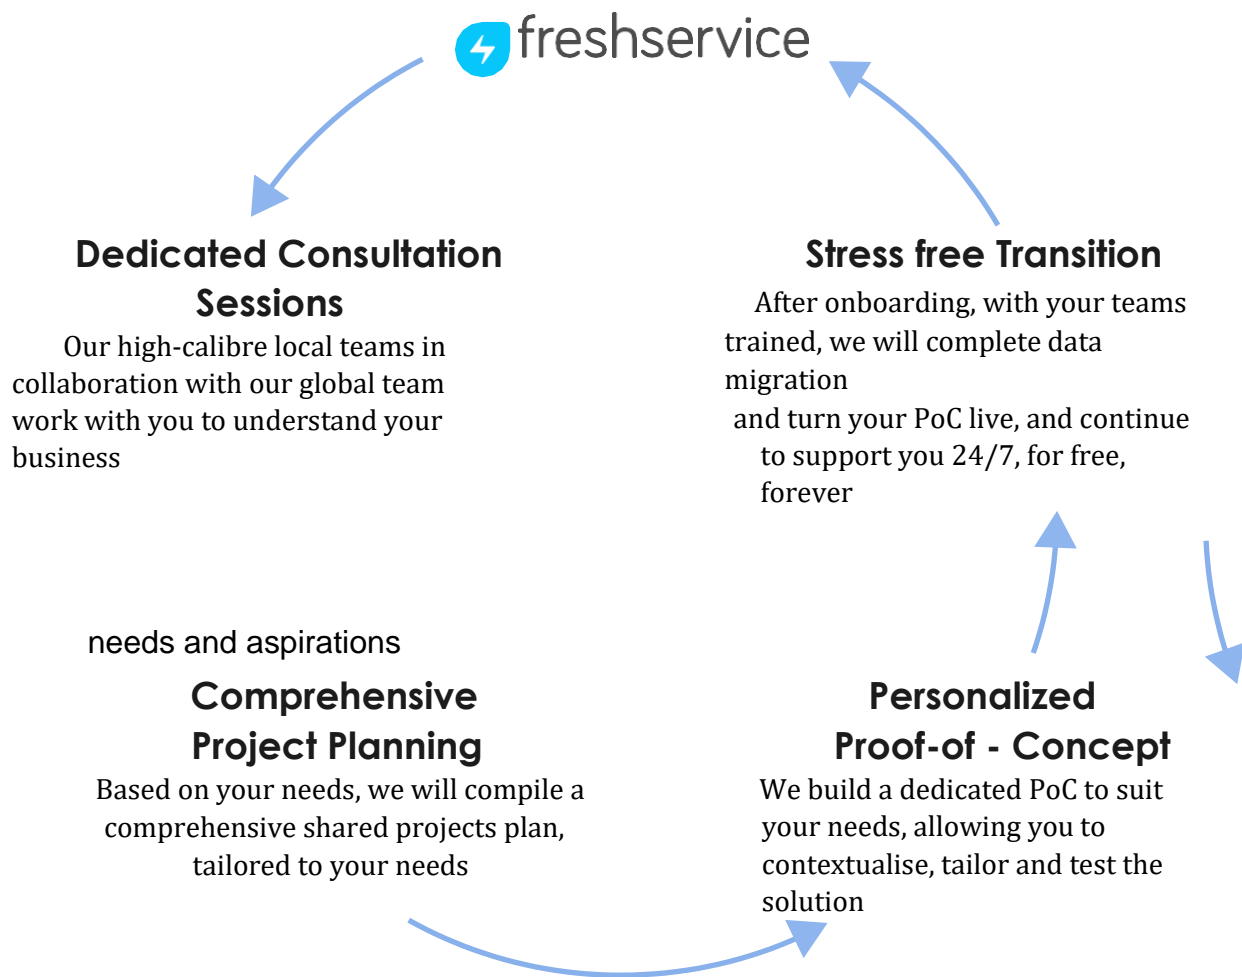 freshservice
Dedicated Consultation
Sessions
Our high-calibre local teams in
collaboration with our global team
work with you to understand your
business
needs and aspirations
Comprehensive
Project Planning
Based on your needs, we will compile a
comprehensive shared projects plan,
tailored to your needs
Personalized
Proof-of - Concept
We build a dedicated PoC to suit
your needs, allowing you to
contextualise, tailor and test the
solution
Stress free Transition
After onboarding, with your teams
trained, we will complete data
migration
and turn your PoC live, and continue
to support you 24/7, for free,
forever